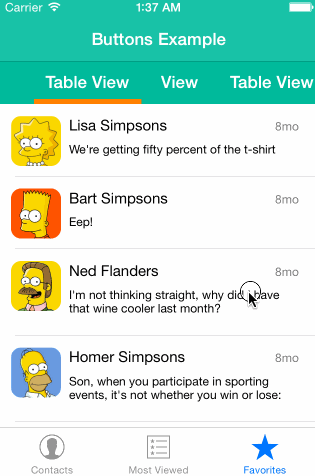 Carrier 1:37 AM
Buttons Example
Table View View Table View
Lisa Simpsons 8mo
We're getting fifty percent of the t-shirt
Bart Simpsons 8mo
Eep!
Ned Flanders 8mo
I'm not thinking straight, why did I have
that wine cooler last month?
Homer Simpsons 8mo
Son, when you participate in sporting
events, it's not whether you win or lose:
Contacts Most Viewed Favorites